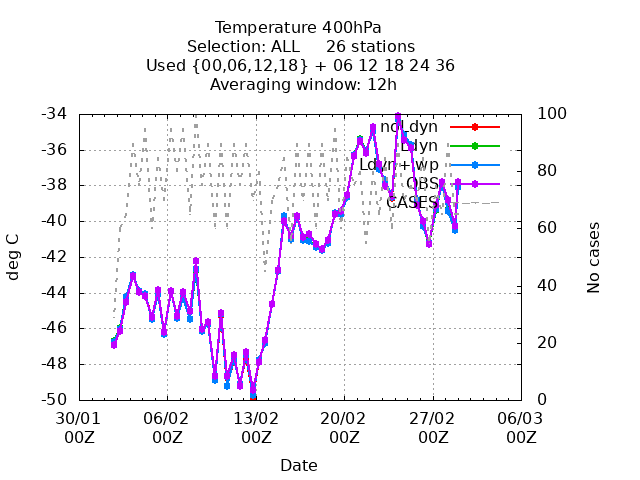 Temperature 400hPa
Selection: ALL 26 stations
Used {00,06,12,18} + 06 12 18 24 36
Averaging window: 12h
-34
-36
-38
-40
-42
-44
-46
-48
-50
100
80
60
40
20
0
noLdyn
Ldyn
Ldyn+wp
OBS
CASES
deg C
No cases
30/01 06/02 13/02 20/02 27/02 06/03
00Z 00Z 00Z 00Z 00Z 00Z
Date